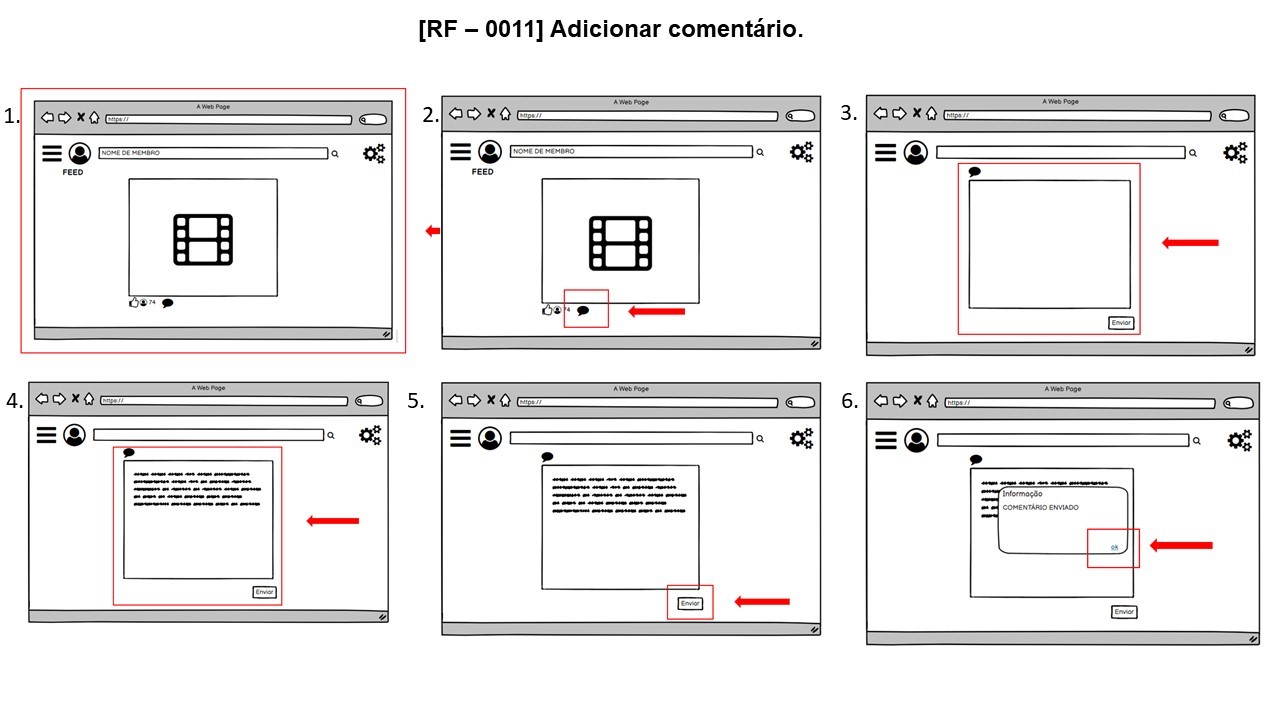 [RF – 0011] Adicionar comentário.
1.
A Web Page
https://
NOME DE MEMBRO
FEED
74
2.
A Web Page
https://
NOME DE MEMBRO
FEED
74
3.
A Web Page
https://
Enviar
4.
A Web Page
https://
Enviar
5.
A Web Page
https://
Enviar
6.
A Web Page
https://
Informação
COMENTÁRIO ENVIADO
ok
Enviar